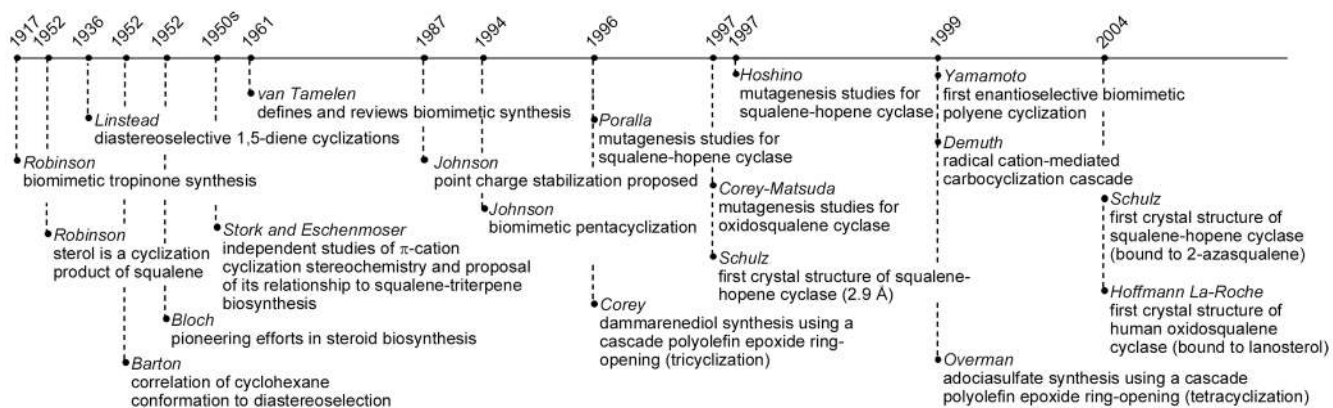 1917
1952
1936
1952
1952
1950s
1961
1987
1994
1996
1997
1997
1999
2004
van Tamelen
defines and reviews biomimetic synthesis
Linstead
diastereoselective 1,5-diene cyclizations
Robinson
biomimetic tropinone synthesis
Robinson
sterol is a cyclization
product of squalene
Stork and Eschenmoser
independent studies of π-cation
cyclization stereochemistry and proposal
of its relationship to squalene-triterpene
biosynthesis
Bloch
pioneering efforts in steroid biosynthesis
Barton
correlation of cyclohexane
conformation to diastereoselection
Johnson
point charge stabilization proposed
Johnson
biomimetic pentacyclization
Poralla
mutagenesis studies for
squalene-hopene cyclase
Corey
dammarenediol synthesis using a
cascade polyolefin epoxide ring-
opening (tricyclization)
Hoshino
mutagenesis studies for
squalene-hopene cyclase
Corey-Matsuda
mutagenesis studies for
oxidosqualene cyclase
Schulz
first crystal structure of squalene-
hopene cyclase (2.9 Å)
Yamamoto
first enantioselective biomimetic
polyene cyclization
Demuth
radical cation-mediated
carbocyclization cascade
Overman
adociasulfate synthesis using a cascade
polyolefin epoxide ring-opening (tetracyclization)
Schulz
first crystal structure of
squalene-hopene cyclase
(bound to 2-azasqualene)
Hoffmann La-Roche
first crystal structure of
human oxidosqualene
cyclase (bound to lanosterol)